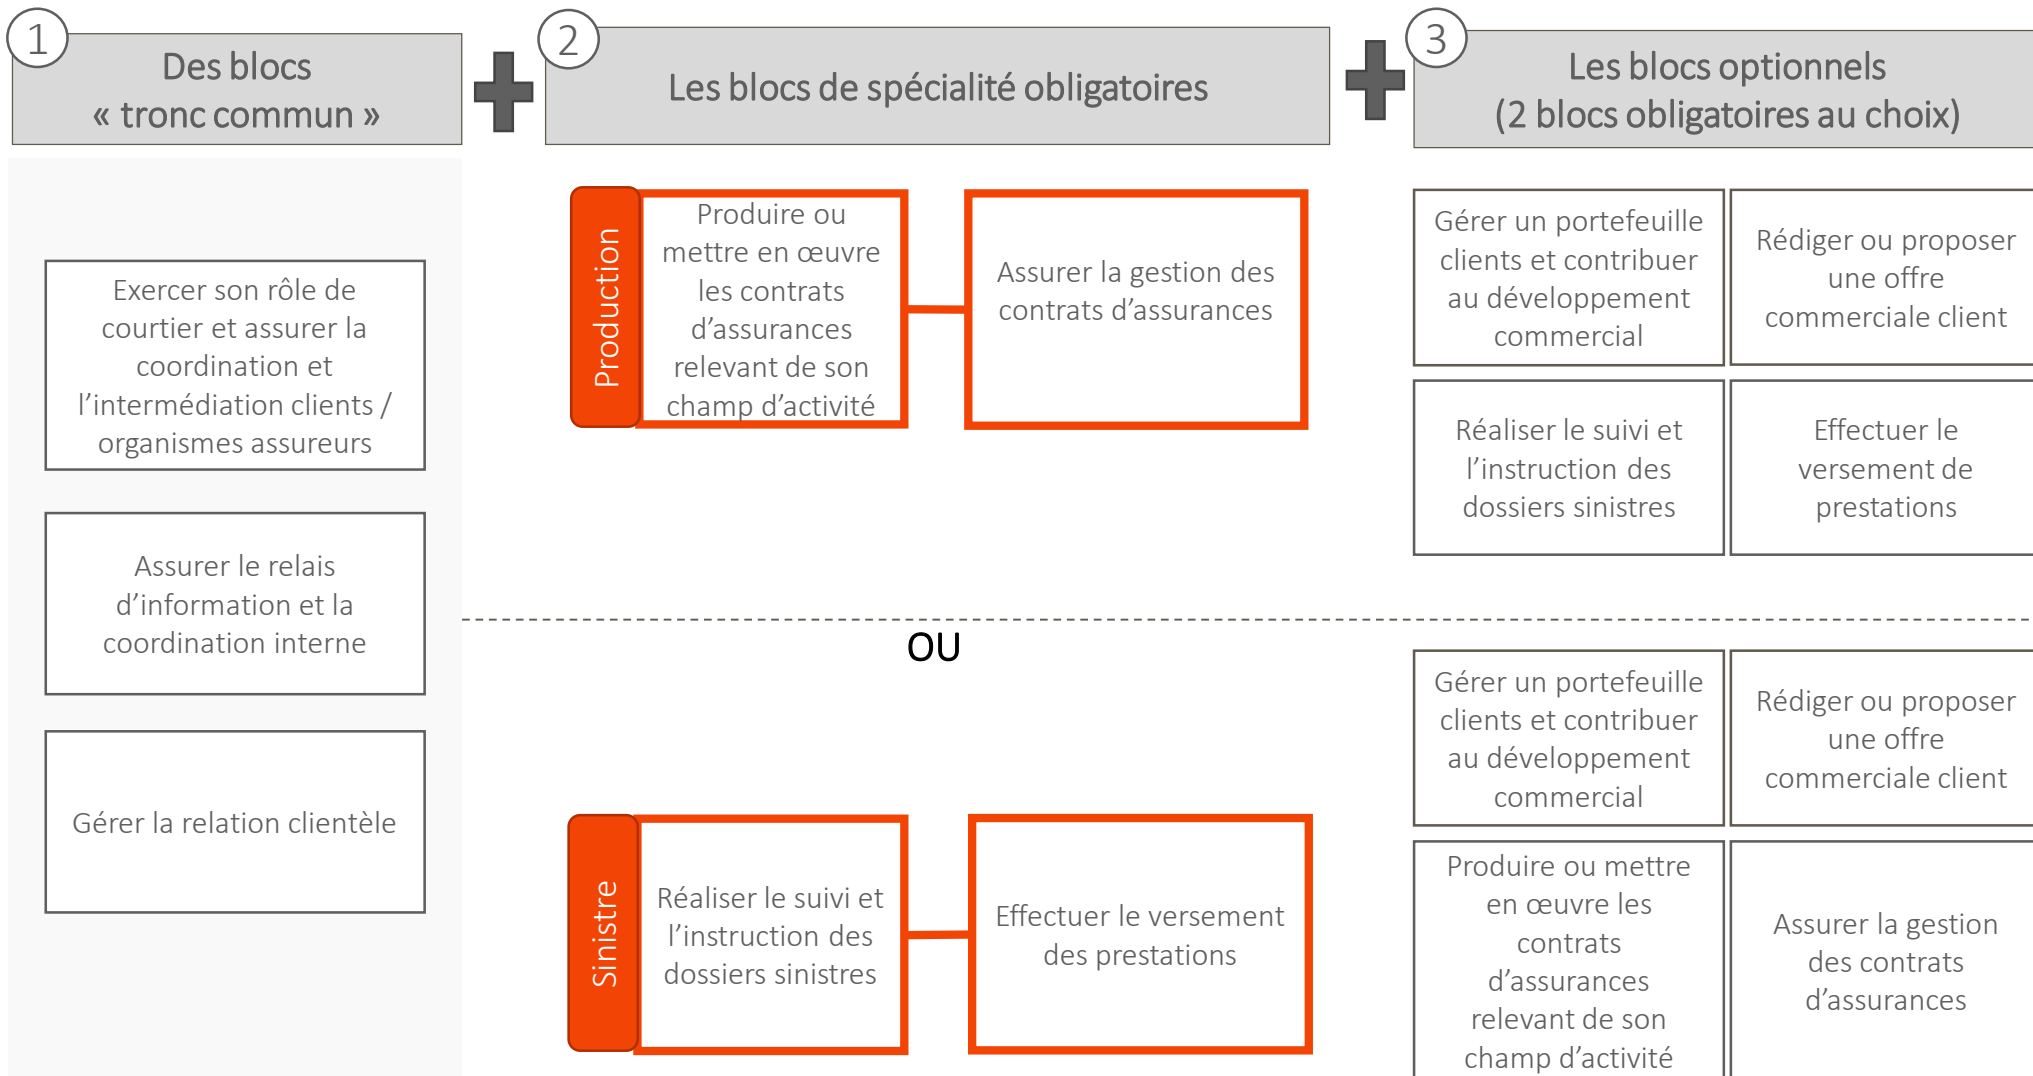 1
Des blocs
« tronc commun »
2
Les blocs de spécialité obligatoires
3
Les blocs optionnels
(2 blocs obligatoires au choix)
Exercer son rôle de
courtier et assurer la
coordination et
l'intermédiation clients /
organismes assureurs
Assurer le relais
d'information et la
coordination interne
Gérer la relation clientèle
Production
Produire ou
mettre en œuvre
les contrats
d'assurances
relevant de son
champ d'activité
Assurer la gestion des
contrats d'assurances
Gérer un portefeuille
clients et contribuer
au développement
commercial
Rédiger ou proposer
une offre
commerciale client
Réaliser le suivi et
l'instruction des
dossiers sinistres
Effectuer le
versement de
prestations
OU
Sinistre
Réaliser le suivi et
l'instruction des
dossiers sinistres
Effectuer le versement
des prestations
Gérer un portefeuille
clients et contribuer
au développement
commercial
Rédiger ou proposer
une offre
commerciale client
Produire ou mettre
en œuvre les
contrats
d'assurances
relevant de son
champ d'activité
Assurer la gestion
des contrats
d'assurances